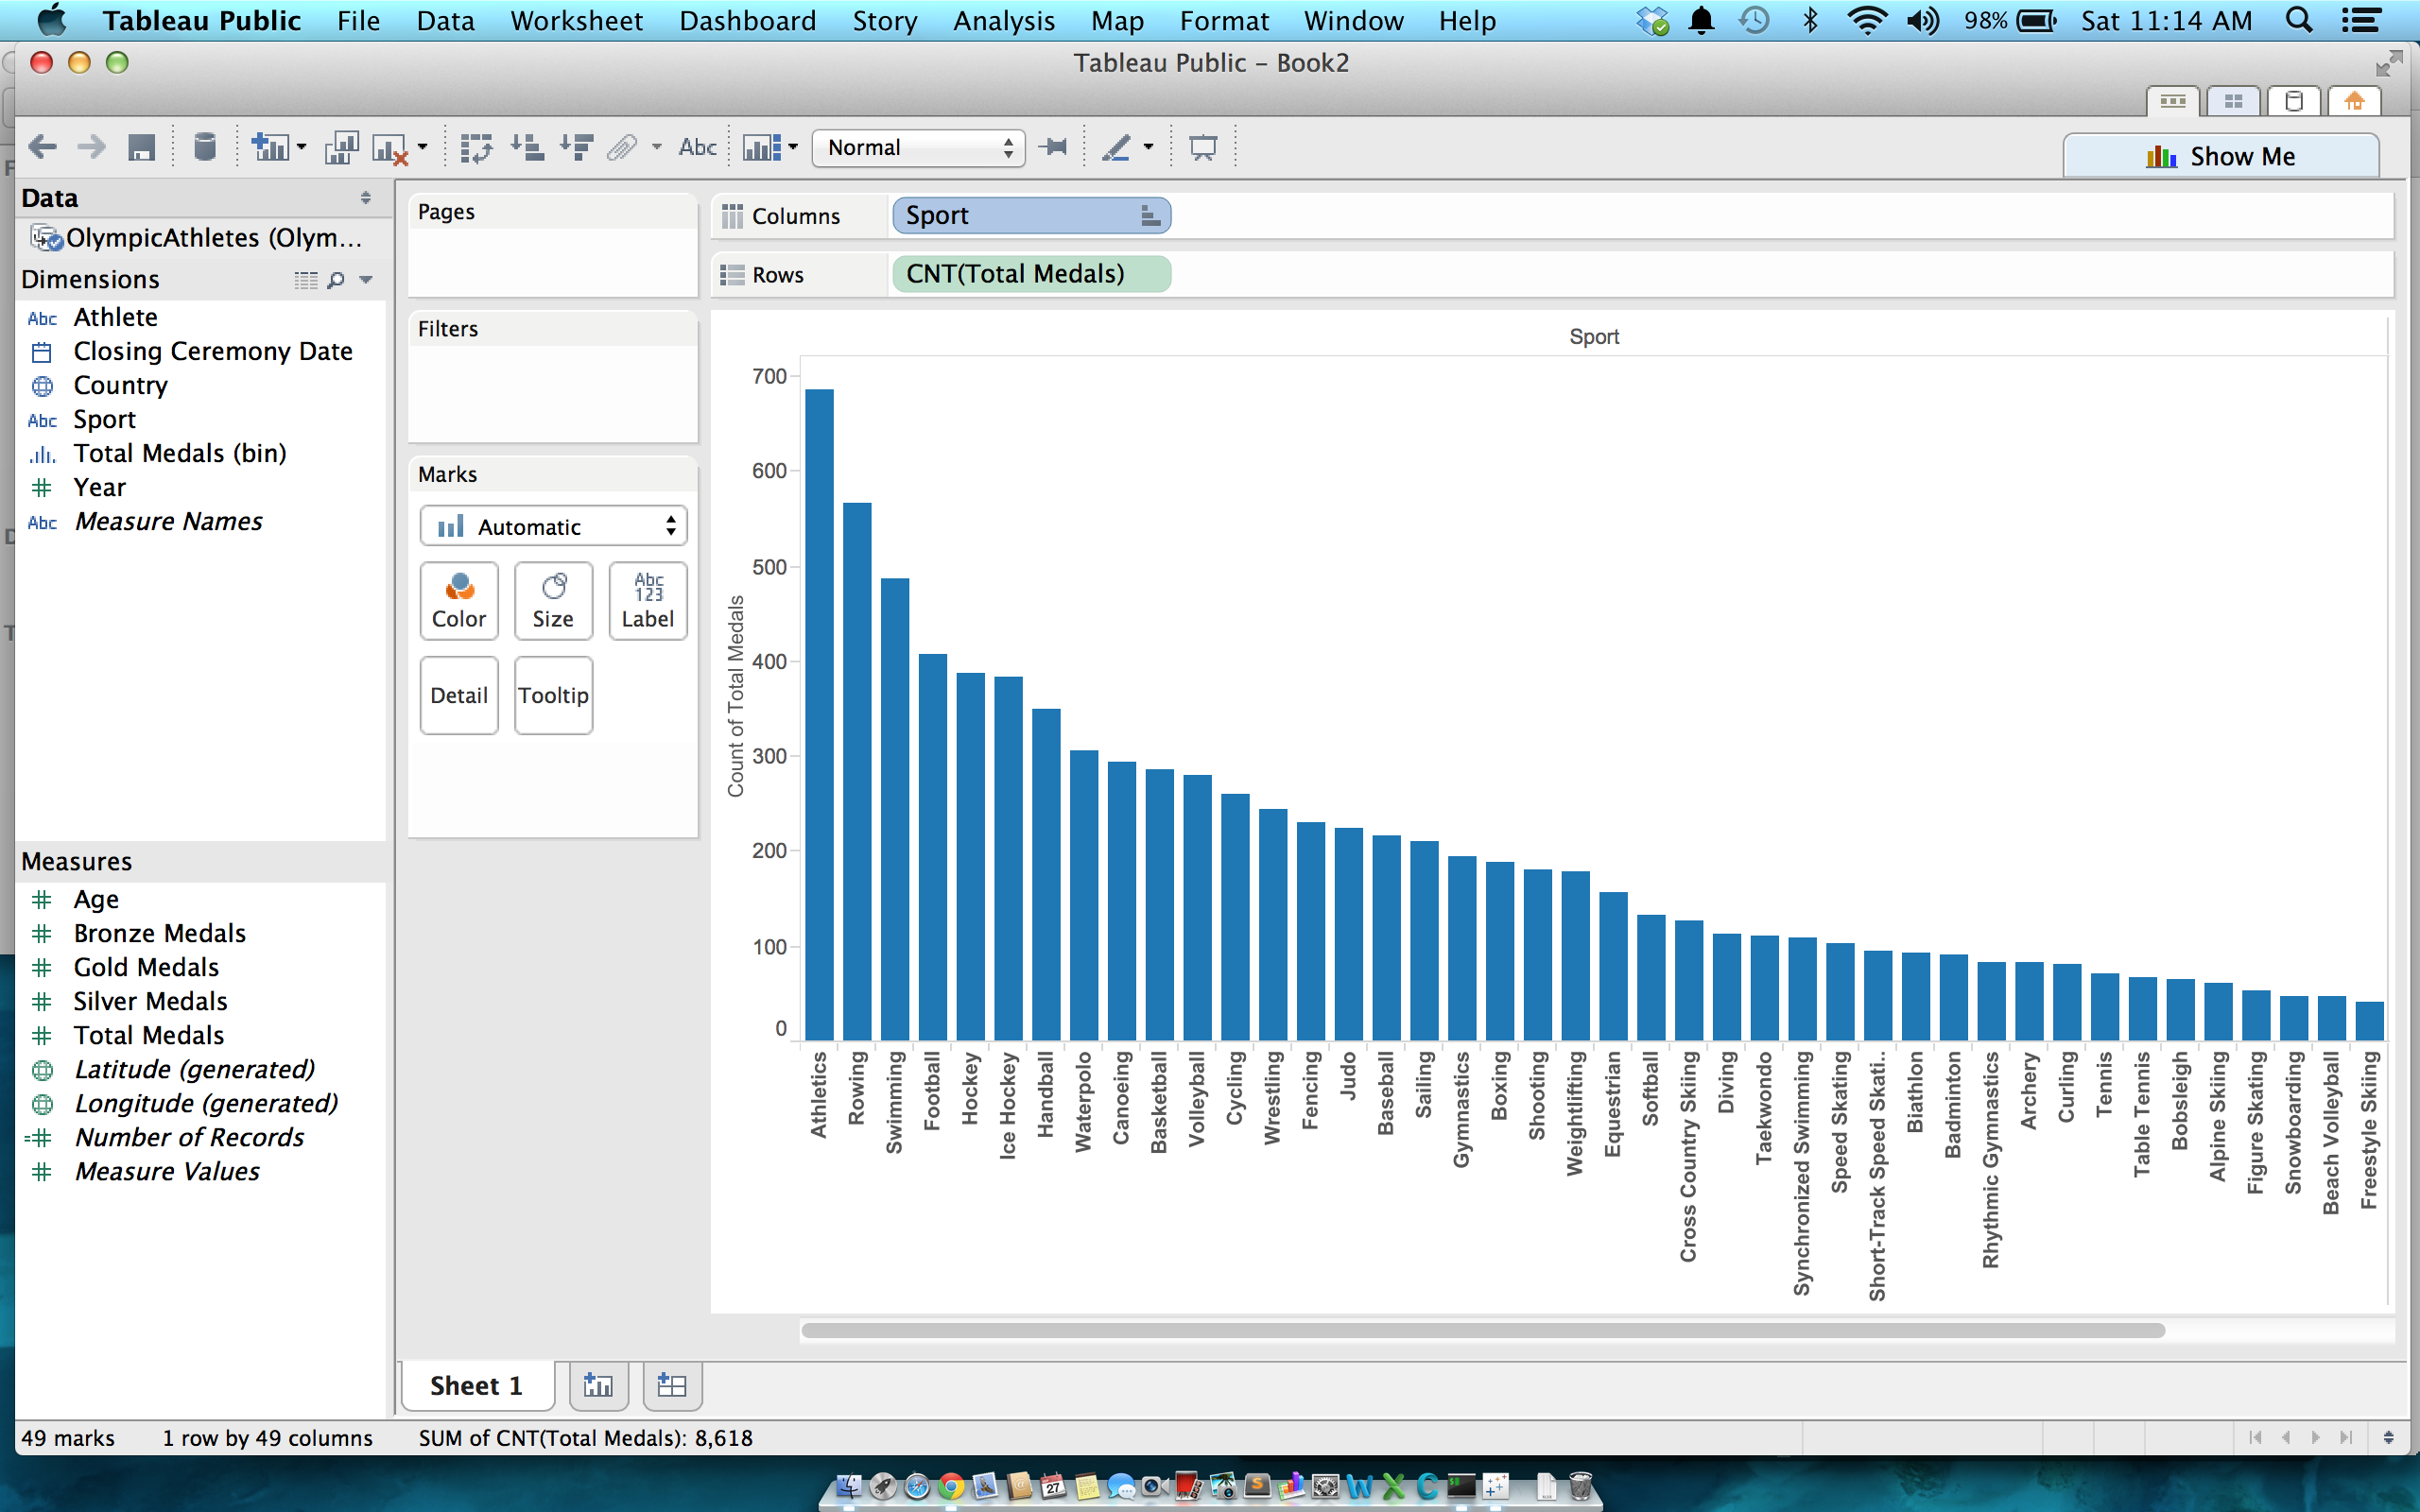 Tableau Public File Data Worksheet Dashboard Story Analysis Map Format Window Help 98% Sat 11:14 AM
Tableau Public – Book2
Abc Normal Show Me
Data
OlympicAthletes (Olym...
Dimensions
Abc Athlete
Closing Ceremony Date
Country
Abc Sport
Total Medals (bin)
Year
Abc Measure Names
Measures
Age
Bronze Medals
Gold Medals
Silver Medals
Total Medals
Latitude (generated)
Longitude (generated)
=# Number of Records
Measure Values
Pages
Filters
Marks
Automatic
Color
Size
Abc
123
Label
Detail
Tooltip
Columns Sport
Rows CNT(Total Medals)
Sport
Count of Total Medals
700
600
500
400
300
200
100
0
Athletics
Rowing
Swimming
Football
Hockey
Ice Hockey
Handball
Waterpolo
Canoeing
Basketball
Volleyball
Cycling
Wrestling
Fencing
Judo
Baseball
Sailing
Gymnastics
Boxing
Shooting
Weightlifting
Equestrian
Softball
Cross Country Skiing
Diving
Taekwondo
Synchronized Swimming
Speed Skating
Short-Track Speed Skati..
Biathlon
Badminton
Rhythmic Gymnastics
Archery
Curling
Tennis
Table Tennis
Bobsleigh
Alpine Skiing
Figure Skating
Snowboarding
Beach Volleyball
Freestyle Skiing
Sheet 1
49 marks 1 row by 49 columns SUM of CNT(Total Medals): 8,618
27